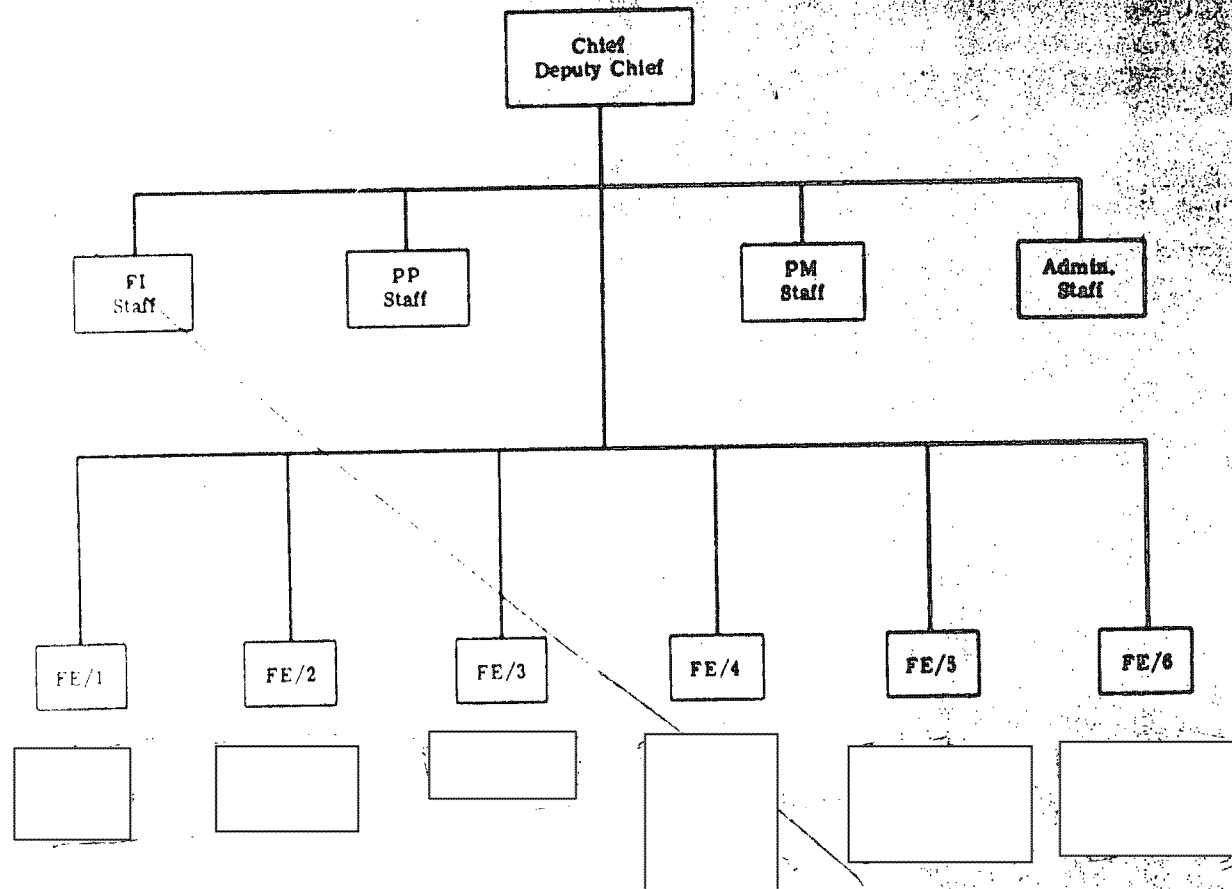 Chief
Deputy Chief
FI
Staff
PP
Staff
PM
Staff
Admin.
Staff
FE/1
FE/2
FE/3
FE/4
FE/5
FE/6